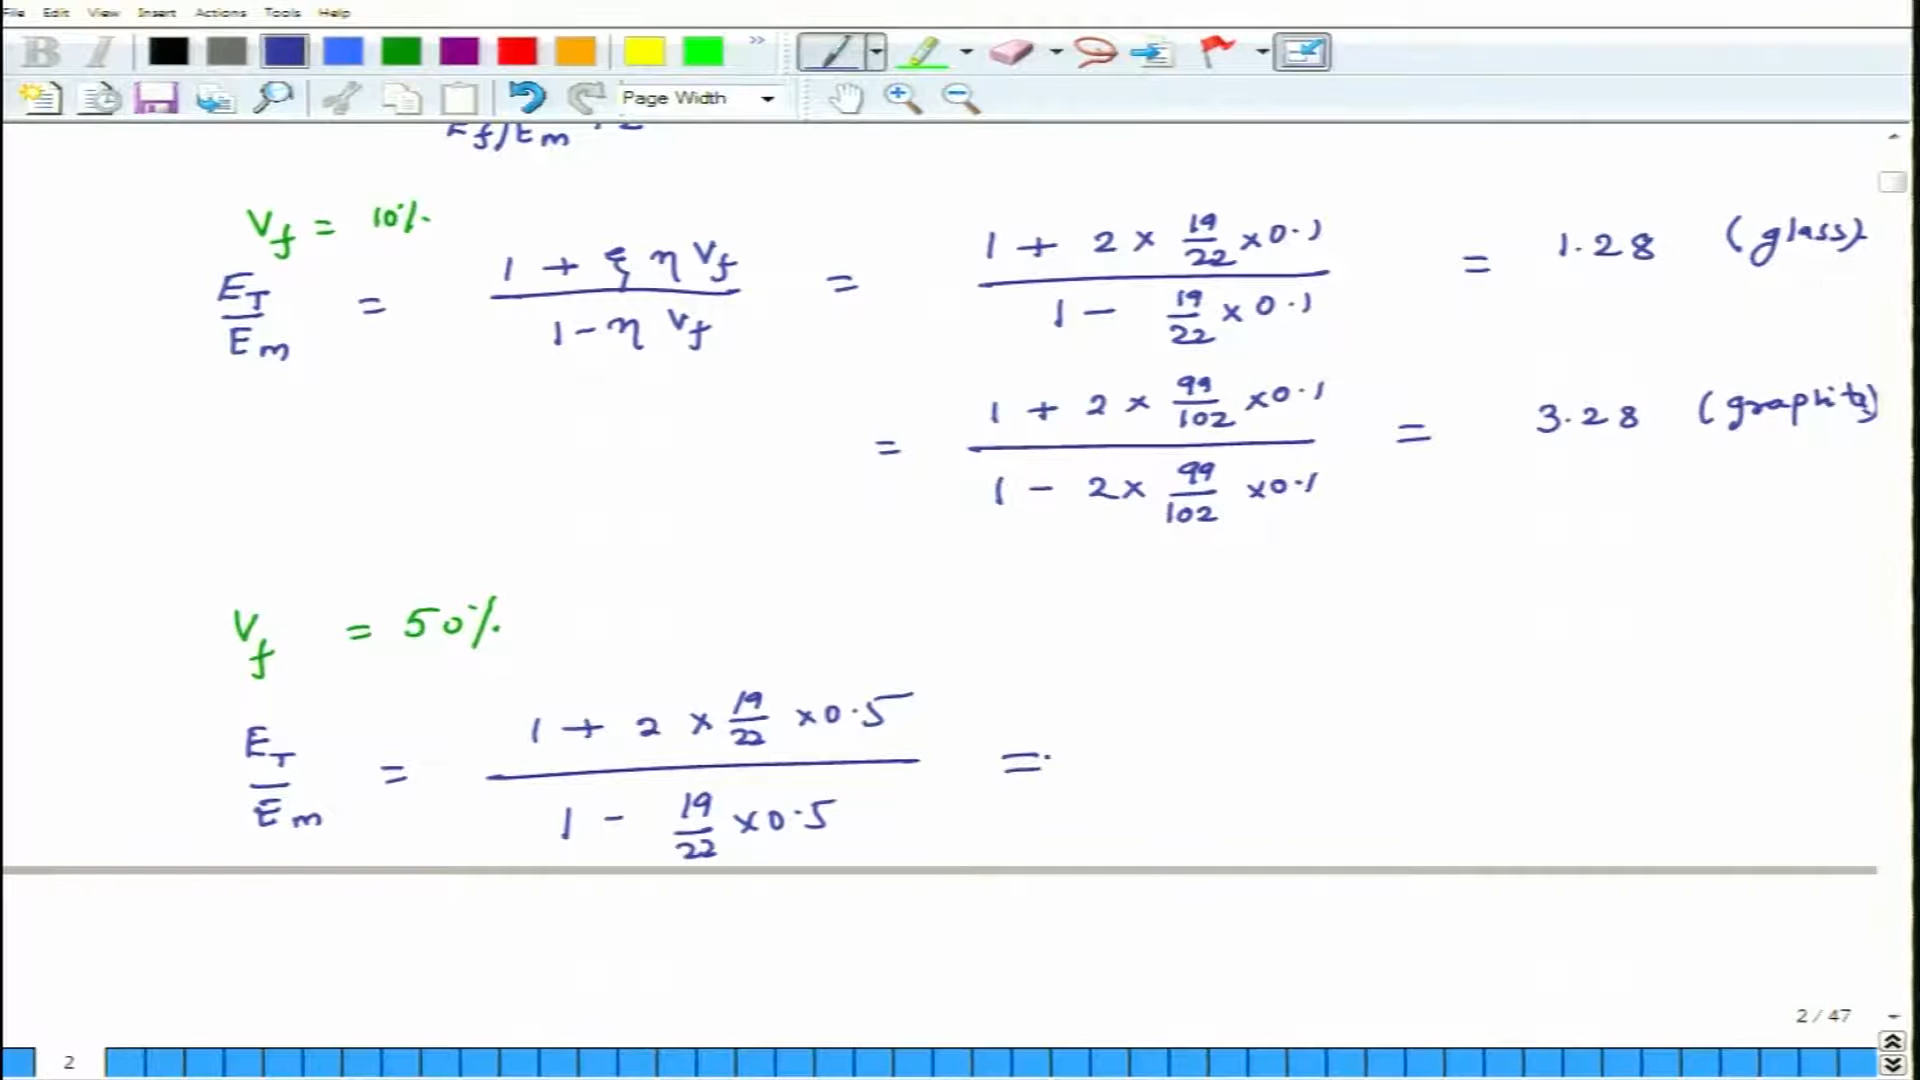 File Edit View Insert Actions Tools Help
B I
Page Width
Ef/Em + 2
Vf = 10%
ET/Em = (1 + ξ η Vf)/(1 - η Vf) = (1 + 2 × 19/22 × 0.1)/(1 - 19/22 × 0.1) = 1.28 (glass)
= (1 + 2 × 99/102 × 0.1)/(1 - 2 × 99/102 × 0.1) = 3.28 (graphite)
Vf = 50%
ET/Em = (1 + 2 × 19/22 × 0.5)/(1 - 19/22 × 0.5) =
2 / 47
2